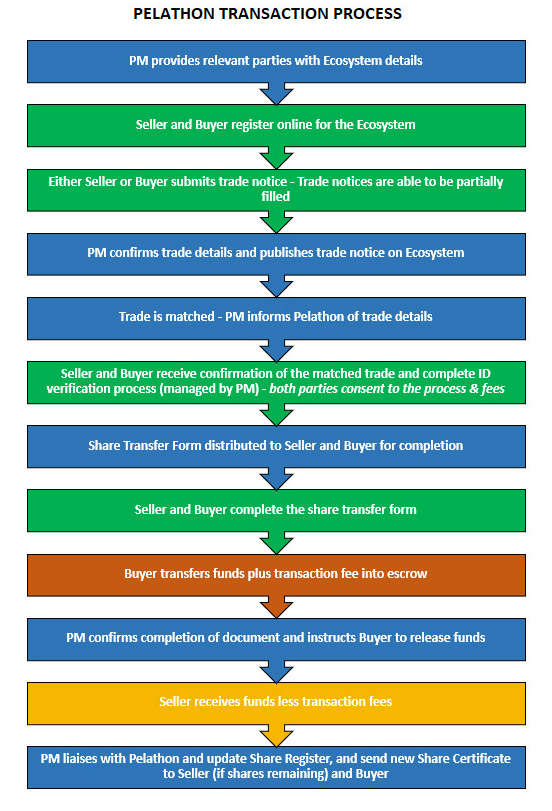 PELATHON TRANSACTION PROCESS
PM provides relevant parties with Ecosystem details
Seller and Buyer register online for the Ecosystem
Either Seller or Buyer submits trade notice - Trade notices are able to be partially
filled
PM confirms trade details and publishes trade notice on Ecosystem
Trade is matched - PM informs Pelathon of trade details
Seller and Buyer receive confirmation of the matched trade and complete ID
verification process (managed by PM) - both parties consent to the process & fees
Share Transfer Form distributed to Seller and Buyer for completion
Seller and Buyer complete the share transfer form
Buyer transfers funds plus transaction fee into escrow
PM confirms completion of document and instructs Buyer to release funds
Seller receives funds less transaction fees
PM liaises with Pelathon and update Share Register, and send new Share Certificate
to Seller (if shares remaining) and Buyer